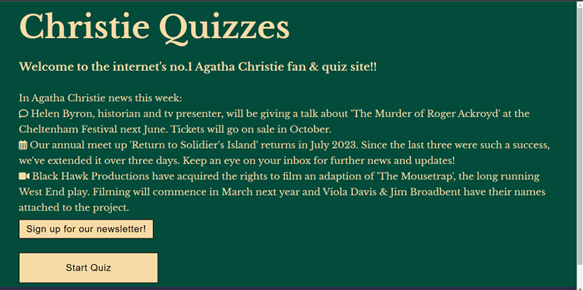 Christie Quizzes
Welcome to the internet's no.1 Agatha Christie fan & quiz site!!
In Agatha Christie news this week:
Helen Byron, historian and tv presenter, will be giving a talk about 'The Murder of Roger Ackroyd' at the
Cheltenham Festival next June. Tickets will go on sale in October.
Our annual meet up 'Return to Solidier's Island' returns in July 2023. Since the last three were such a success,
we've extended it over three days. Keep an eye on your inbox for further news and updates!
Black Hawk Productions have acquired the rights to film an adaption of 'The Mousetrap', the long running
West End play. Filming will commence in March next year and Viola Davis & Jim Broadbent have their names
attached to the project.
Sign up for our newsletter!
Start Quiz